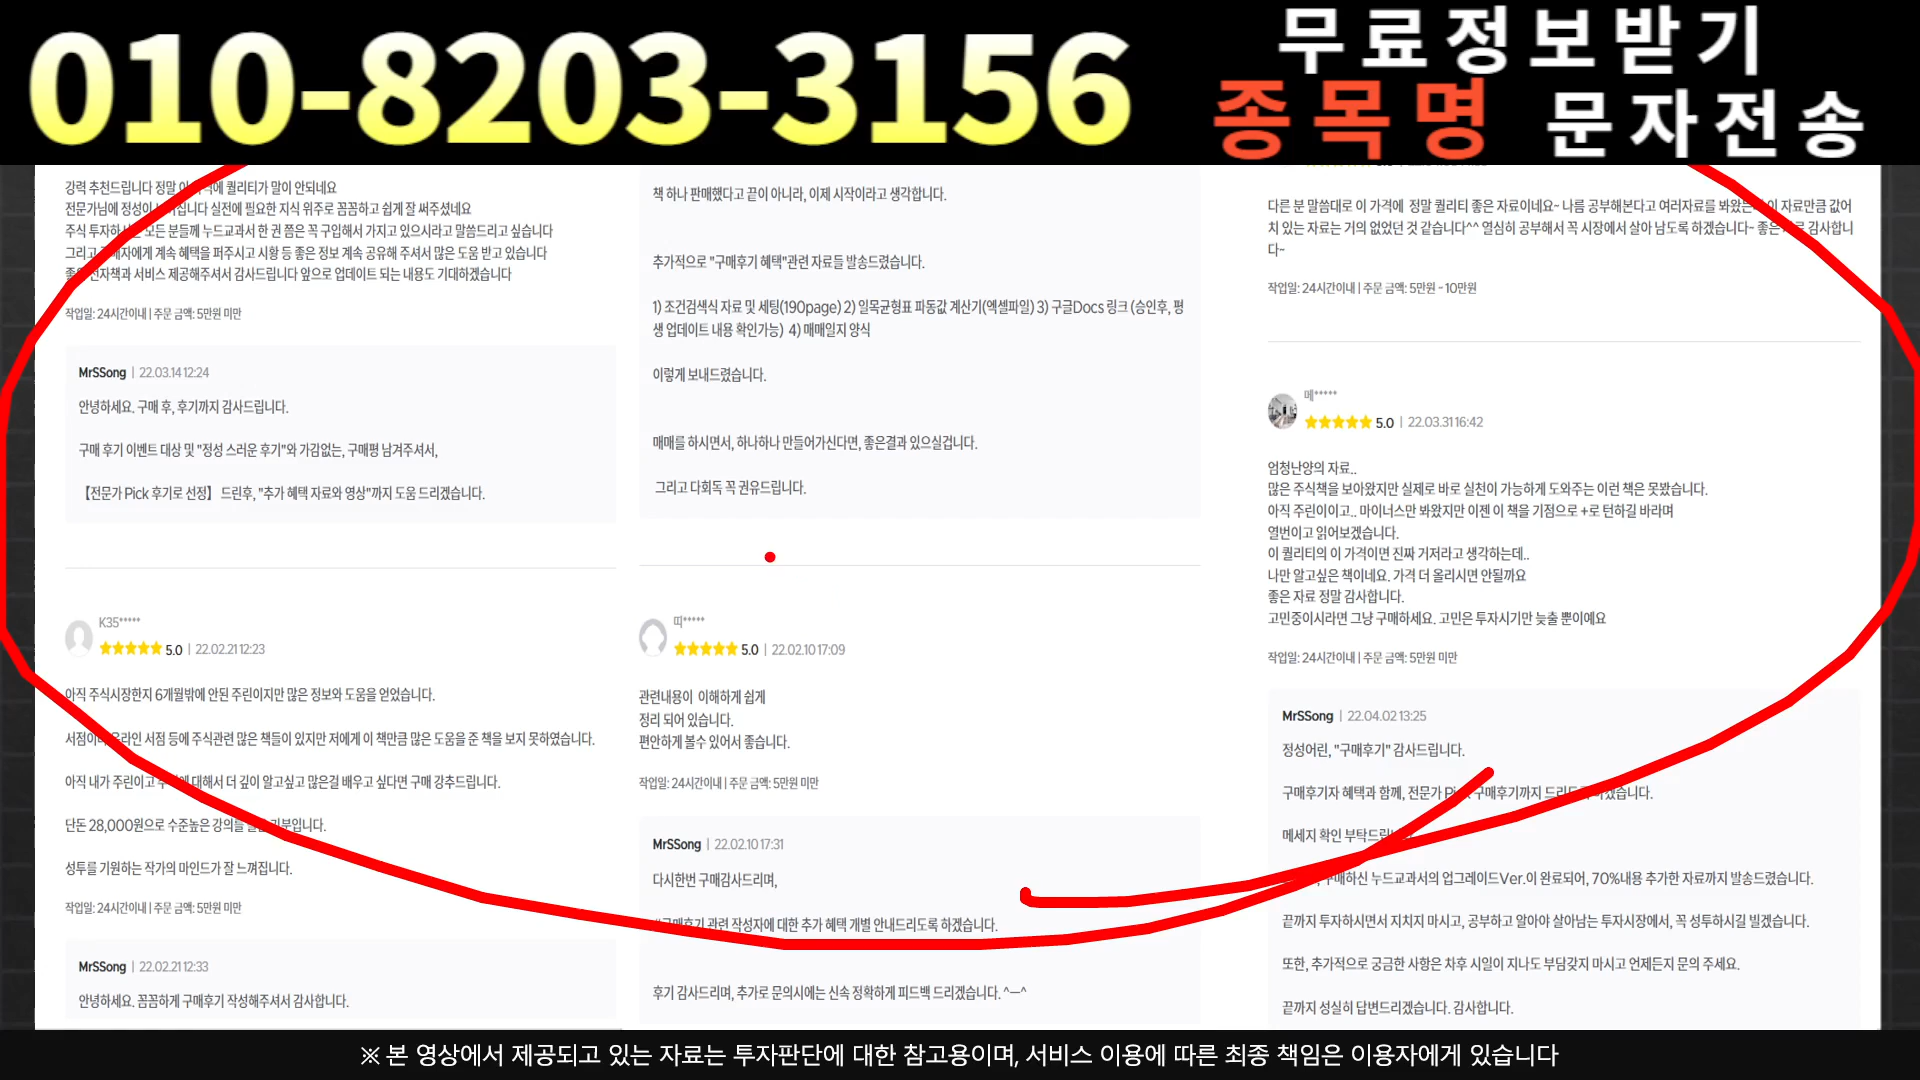 010-8203-3156
무료정보받기
종목명 문자전송
강력 추천드립니다 정말 이 퀄리티가 말이 안되네요
전문가님에 정성이 실전에 필요한 지식 위주로 꼼꼼하고 쉽게 잘 써주셨네요
주식 투자하 모든 분들께 누드교과서 한 권 쯤은 꼭 구입해서 가지고 있으시라고 말씀드리고 싶습니다
그리고 계속 혜택을 퍼주시고 시황 등 좋은 정보 계속 공유해 주셔서 많은 도움 받고 있습니다
전자책과 서비스 제공해주셔서 감사드립니다 앞으로 업데이트 되는 내용도 기대하겠습니다
작업일: 24시간이내 | 주문 금액: 5만원 미만
MrSSong | 22.03.14 12:24
안녕하세요. 구매 후, 후기까지 감사드립니다.
구매 후기 이벤트 대상 및 "정성 스러운 후기"와 가감없는, 구매평 남겨주셔서,
【전문가 Pick 후기로 선정】 드린후, "추가 혜택 자료와 영상"까지 도움 드리겠습니다.
K35*****
5.0 | 22.02.21 12:23
아직 주식시장한지 6개월밖에 안된 주린이지만 많은 정보와 도움을 얻었습니다.
서점이나 온라인 서점 등에 주식관련 많은 책들이 있지만 저에게 이 책만큼 많은 도움을 준 책을 보지 못하였습니다.
아직 내가 주린이고 대해서 더 깊이 알고싶고 많은걸 배우고 싶다면 구매 강추드립니다.
단돈 28,000원으로 수준높은 강의를 기분입니다.
성투를 기원하는 작가의 마인드가 잘 느껴집니다.
작업일: 24시간이내 | 주문 금액: 5만원 미만
MrSSong | 22.02.21 12:33
안녕하세요. 꼼꼼하게 구매후기 작성해주셔서 감사합니다.
책 하나 판매했다고 끝이 아니라, 이제 시작이라고 생각합니다.
추가적으로 "구매후기 혜택"관련 자료들 발송드렸습니다.
1) 조건검색식 자료 및 세팅(190page) 2) 일목균형표 파동값 계산기(엑셀파일) 3) 구글Docs 링크 (승인후, 평
생 업데이트 내용 확인가능) 4) 매매일지 양식
이렇게 보내드렸습니다.
매매를 하시면서, 하나하나 만들어가신다면, 좋은결과 있으실겁니다.
그리고 다회독 꼭 권유드립니다.
띠*****
5.0 | 22.02.10 17:09
관련내용이 이해하게 쉽게
정리 되어 있습니다.
편안하게 볼수 있어서 좋습니다.
작업일: 24시간이내 | 주문 금액: 5만원 미만
MrSSong | 22.02.10 17:31
다시한번 구매감사드리며,
구매후기 관련 작성자에 대한 추가 혜택 개별 안내드리도록 하겠습니다.
후기 감사드리며, 추가로 문의시에는 신속 정확하게 피드백 드리겠습니다. ^ㅡ^
다른 분 말씀대로 이 가격에 정말 퀄리티 좋은 자료이네요~ 나름 공부해본다고 여러자료를 봐왔는데 이 자료만큼 값어
치 있는 자료는 거의 없었던 것 같습니다^^ 열심히 공부해서 꼭 시장에서 살아 남도록 하겠습니다~ 좋은 감사합니
다~
작업일: 24시간이내 | 주문 금액: 5만원 ~ 10만원
메*****
5.0 | 22.03.31 16:42
엄청난양의 자료..
많은 주식책을 보아왔지만 실제로 바로 실천이 가능하게 도와주는 이런 책은 못봤습니다.
아직 주린이이고.. 마이너스만 봐왔지만 이젠 이 책을 기점으로 +로 턴하길 바라며
열번이고 읽어보겠습니다.
이 퀄리티의 이 가격이면 진짜 거저라고 생각하는데..
나만 알고싶은 책이네요. 가격 더 올리시면 안될까요
좋은 자료 정말 감사합니다.
고민중이시라면 그냥 구매하세요. 고민은 투자시기만 늦출 뿐이예요
작업일: 24시간이내 | 주문 금액: 5만원 미만
MrSSong | 22.04.02 13:25
정성어린, "구매후기" 감사드립니다.
구매후기자 혜택과 함께, 전문가 Pick 구매후기까지 드리도록 하겠습니다.
메세지 확인 부탁드립니다
구매하신 누드교과서의 업그레이드Ver.이 완료되어, 70%내용 추가한 자료까지 발송드렸습니다.
끝까지 투자하시면서 지치지 마시고, 공부하고 알아야 살아남는 투자시장에서, 꼭 성투하시길 빌겠습니다.
또한, 추가적으로 궁금한 사항은 차후 시일이 지나도 부담갖지 마시고 언제든지 문의 주세요.
끝까지 성실히 답변드리겠습니다. 감사합니다.
※ 본 영상에서 제공되고 있는 자료는 투자판단에 대한 참고용이며, 서비스 이용에 따른 최종 책임은 이용자에게 있습니다